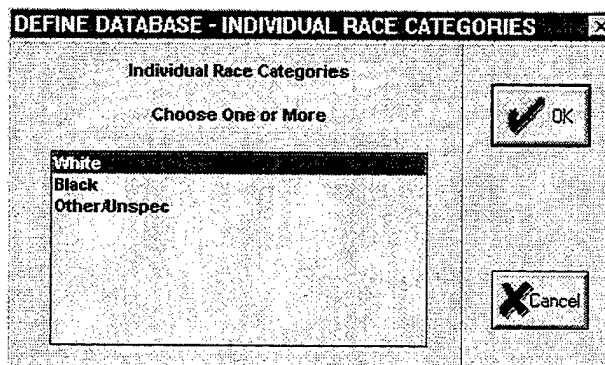 DEFINE DATABASE - INDIVIDUAL RACE CATEGORIES
Individual Race Categories
Choose One or More
White
Black
Other/Unspec
OK
Cancel